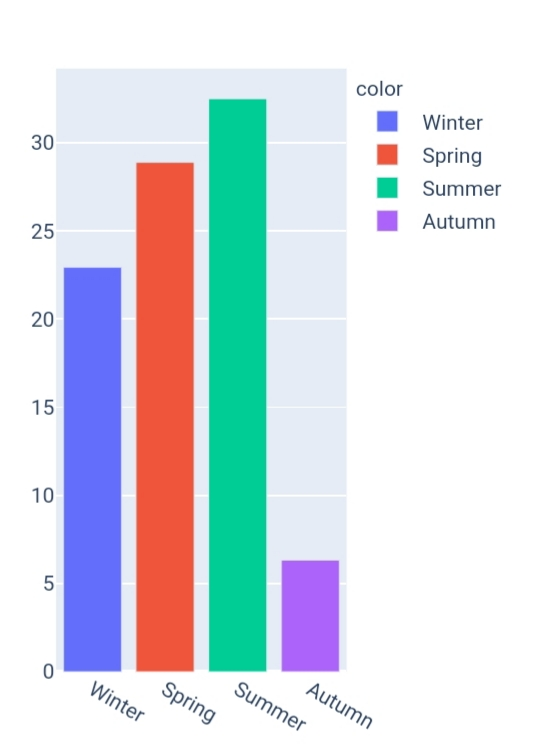 color
Winter
Spring
Summer
Autumn
30
25
20
15
10
5
0
Winter
Spring
Summer
Autumn